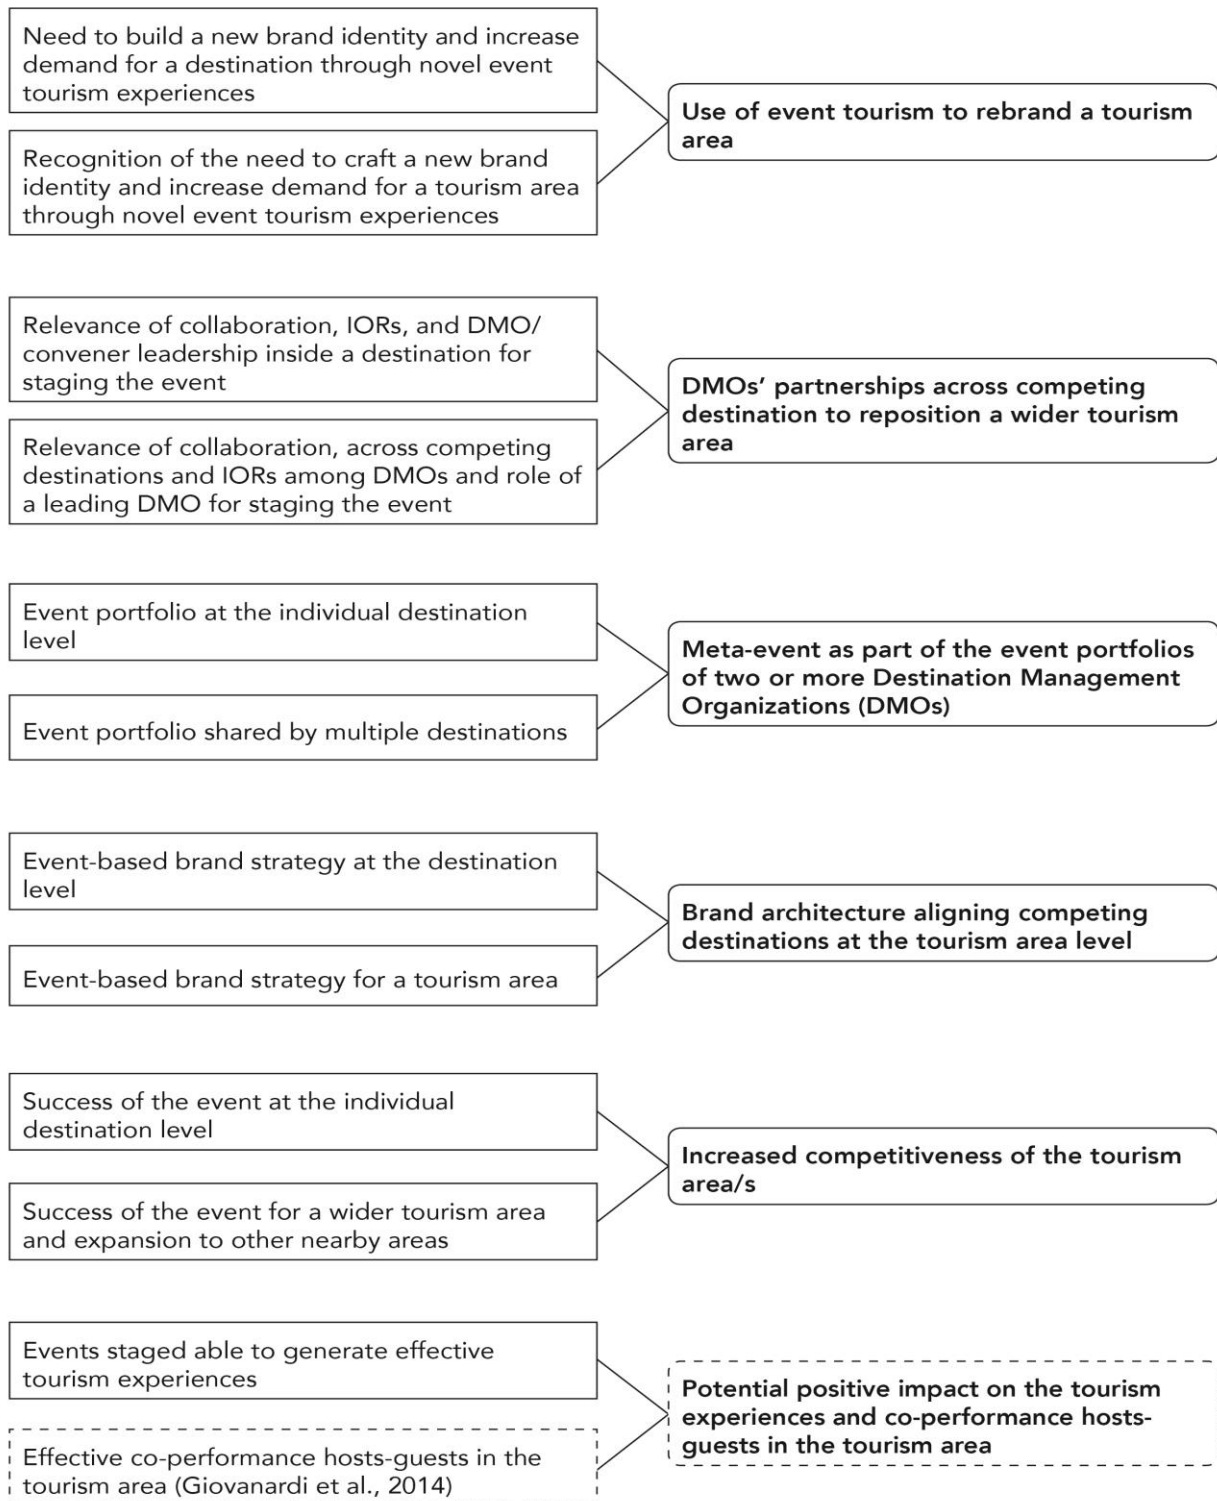 Need to build a new brand identity and increase
demand for a destination through novel event
tourism experiences
Use of event tourism to rebrand a tourism
area
Recognition of the need to craft a new brand
identity and increase demand for a tourism area
through novel event tourism experiences
Relevance of collaboration, IORs, and DMO/
convener leadership inside a destination for
staging the event
DMOs’ partnerships across competing
destination to reposition a wider tourism
area
Relevance of collaboration, across competing
destinations and IORs among DMOs and role of
a leading DMO for staging the event
Event portfolio at the individual destination
level
Meta-event as part of the event portfolios
of two or more Destination Management
Organizations (DMOs)
Event portfolio shared by multiple destinations
Event-based brand strategy at the destination
level
Brand architecture aligning competing
destinations at the tourism area level
Event-based brand strategy for a tourism area
Success of the event at the individual
destination level
Increased competitiveness of the tourism
area/s
Success of the event for a wider tourism area
and expansion to other nearby areas
Events staged able to generate effective
tourism experiences
Potential positive impact on the tourism
experiences and co-performance hosts-
guests in the tourism area
Effective co-performance hosts-guests in the
tourism area (Giovanardi et al., 2014)